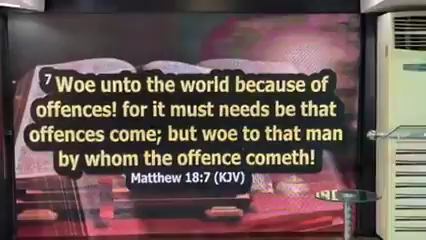 7 Woe unto the world because of
offences! for it must needs be that
offences come; but woe to that man
by whom the offence cometh!
Matthew 18:7 (KJV)